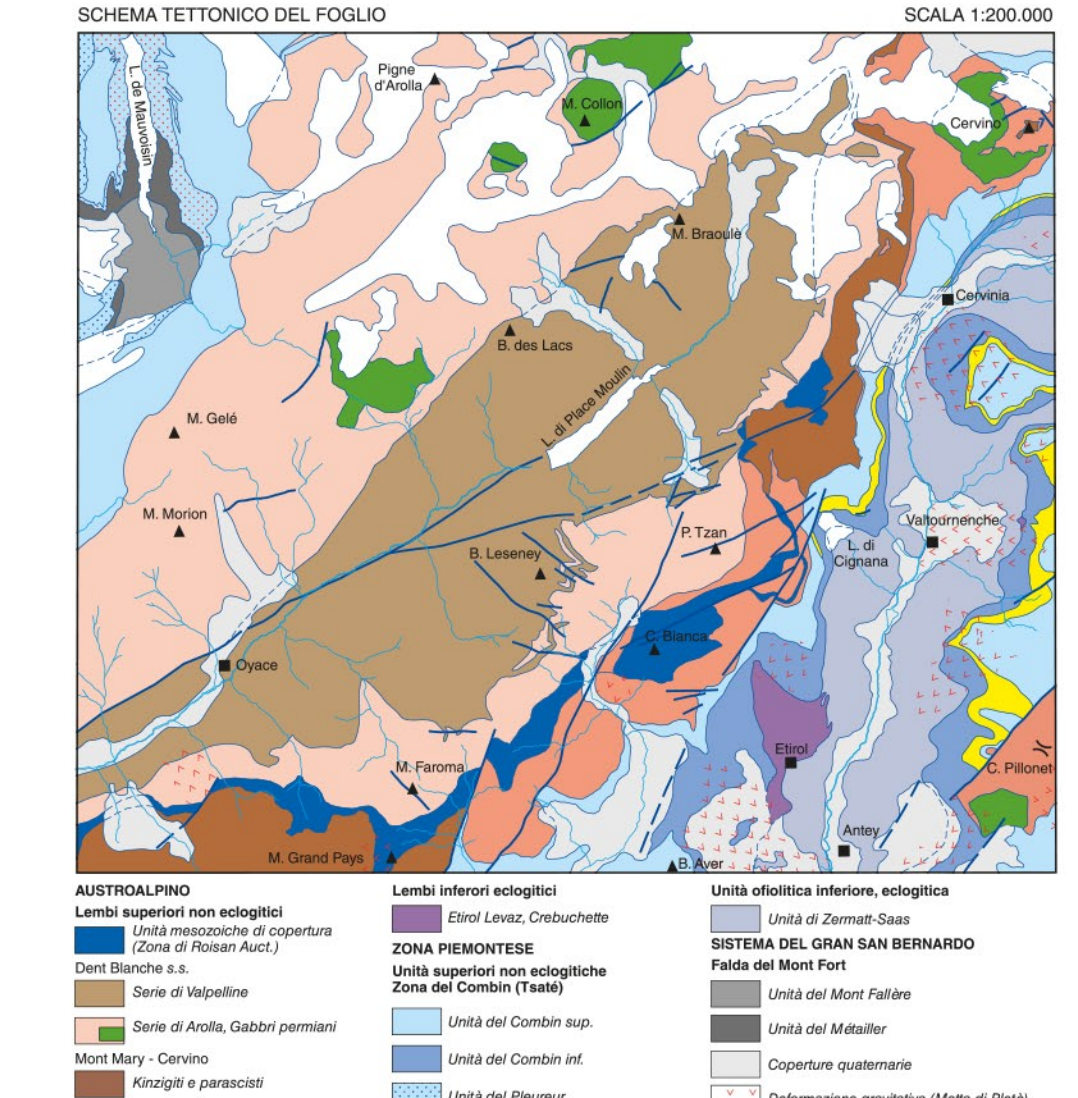 SCHEMA TETTONICO DEL FOGLIO
SCALA 1:200.000
L. de Mauvoisin
Pigne
d'Arolla
M. Collon
Cervino
M. Braoulè
Cervinia
B. des Lacs
L. di Place Moulin
M. Gelé
M. Morion
Valtournenche
P. Tzan
L. di
Cignana
B. Leseney
C. Bianca
Oyace
Etirol
M. Faroma
C. Pillonet
Antey
M. Grand Pays
B. Aver
AUSTROALPINO
Lembi superiori non eclogitici
Unità mesozoiche di copertura
(Zona di Roisan Auct.)
Dent Blanche s.s.
Serie di Valpelline
Serie di Arolla, Gabbri permiani
Mont Mary - Cervino
Kinzigiti e parascisti
Lembi inferori eclogitici
Etirol Levaz, Crebuchette
ZONA PIEMONTESE
Unità superiori non eclogitiche
Zona del Combin (Tsaté)
Unità del Combin sup.
Unità del Combin inf.
Unità del Pleureur
Unità ofiolitica inferiore, eclogitica
Unità di Zermatt-Saas
SISTEMA DEL GRAN SAN BERNARDO
Falda del Mont Fort
Unità del Mont Fallère
Unità del Métailler
Coperture quaternarie
Deformazione gravitativa (Motta di Pletè)